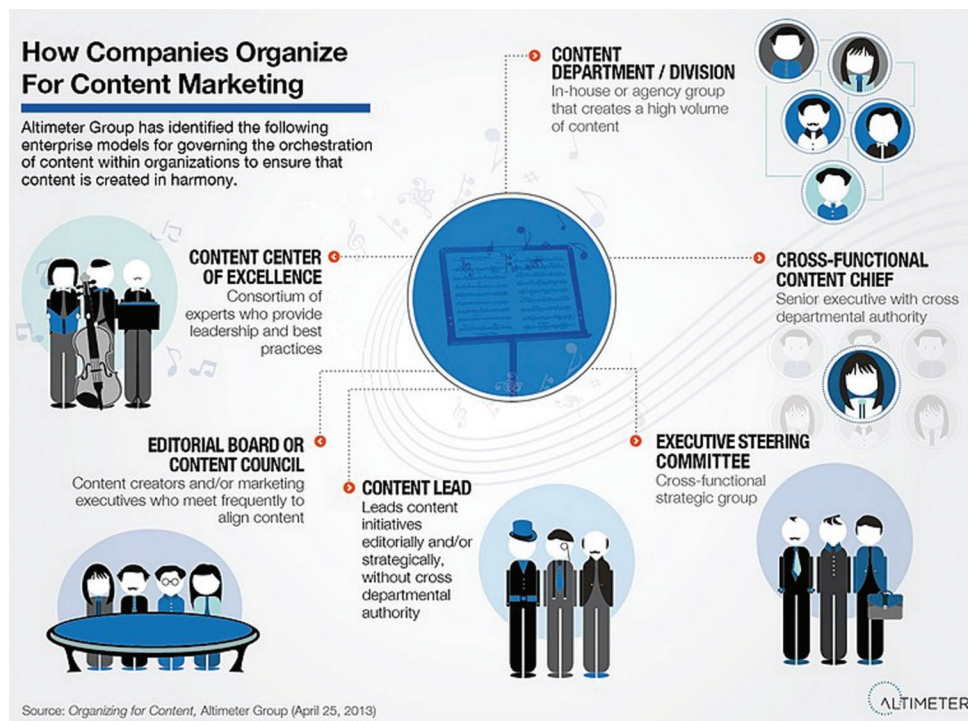 How Companies Organize
For Content Marketing
Altimeter Group has identified the following
enterprise models for governing the orchestration
of content within organizations to ensure that
content is created in harmony.
CONTENT
DEPARTMENT / DIVISION
In-house or agency group
that creates a high volume
of content
CONTENT CENTER
OF EXCELLENCE
Consortium of
experts who provide
leadership and best
practices
CROSS-FUNCTIONAL
CONTENT CHIEF
Senior executive with cross
departmental authority
EDITORIAL BOARD OR
CONTENT COUNCIL
Content creators and/or marketing
executives who meet frequently to
align content
CONTENT LEAD
Leads content
initiatives
editorially and/or
strategically,
without cross
departmental
authority
EXECUTIVE STEERING
COMMITTEE
Cross-functional
strategic group
Source: Organizing for Content, Altimeter Group (April 25, 2013)
ALTIMETER